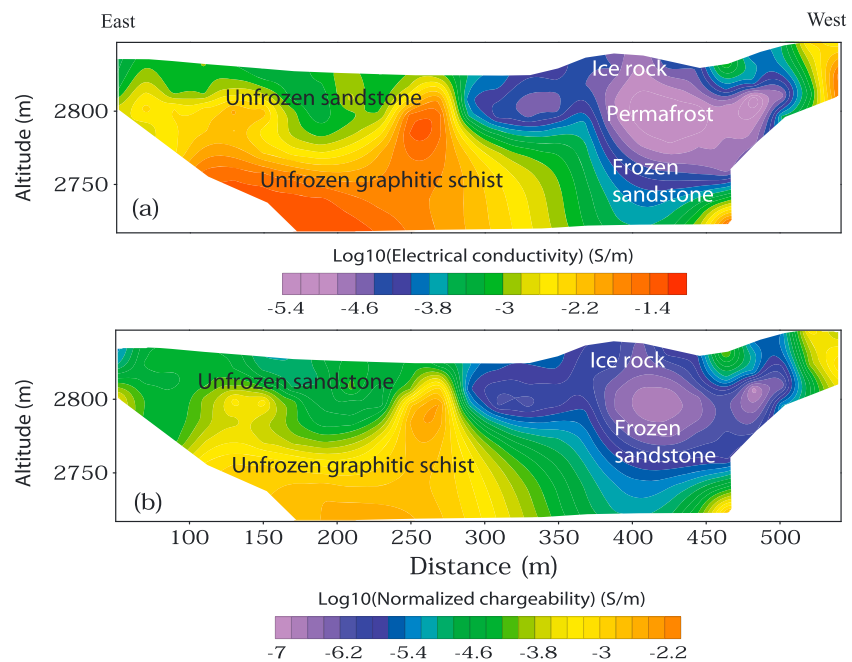 East
West
Altitude (m)
2800
2750
Ice rock
Unfrozen sandstone
Permafrost
Unfrozen graphitic schist
Frozen
sandstone
(a)
Log10(Electrical conductivity) (S/m)
-5.4 -4.6 -3.8 -3 -2.2 -1.4
Altitude (m)
2800
2750
Ice rock
Unfrozen sandstone
Frozen
sandstone
Unfrozen graphitic schist
(b)
100 150 200 250 300 350 400 450 500
Distance (m)
Log10(Normalized chargeability) (S/m)
-7 -6.2 -5.4 -4.6 -3.8 -3 -2.2